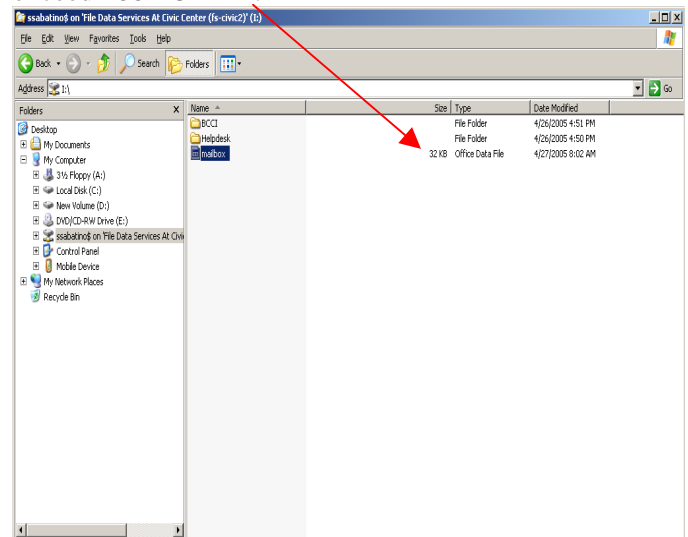 ssabatino$ on 'File Data Services At Civic Center (fs-civic2)' (I:)
File Edit View Favorites Tools Help
Back Search Folders
Address I:\ Go
Folders X
Name Size Type Date Modified
Desktop
My Documents
My Computer
3½ Floppy (A:)
Local Disk (C:)
New Volume (D:)
DVD/CD-RW Drive (E:)
ssabatino$ on 'File Data Services At Civi
Control Panel
Mobile Device
My Network Places
Recycle Bin
BCCI File Folder 4/26/2005 4:51 PM
Helpdesk File Folder 4/26/2005 4:50 PM
mailbox 32 KB Office Data File 4/27/2005 8:02 AM